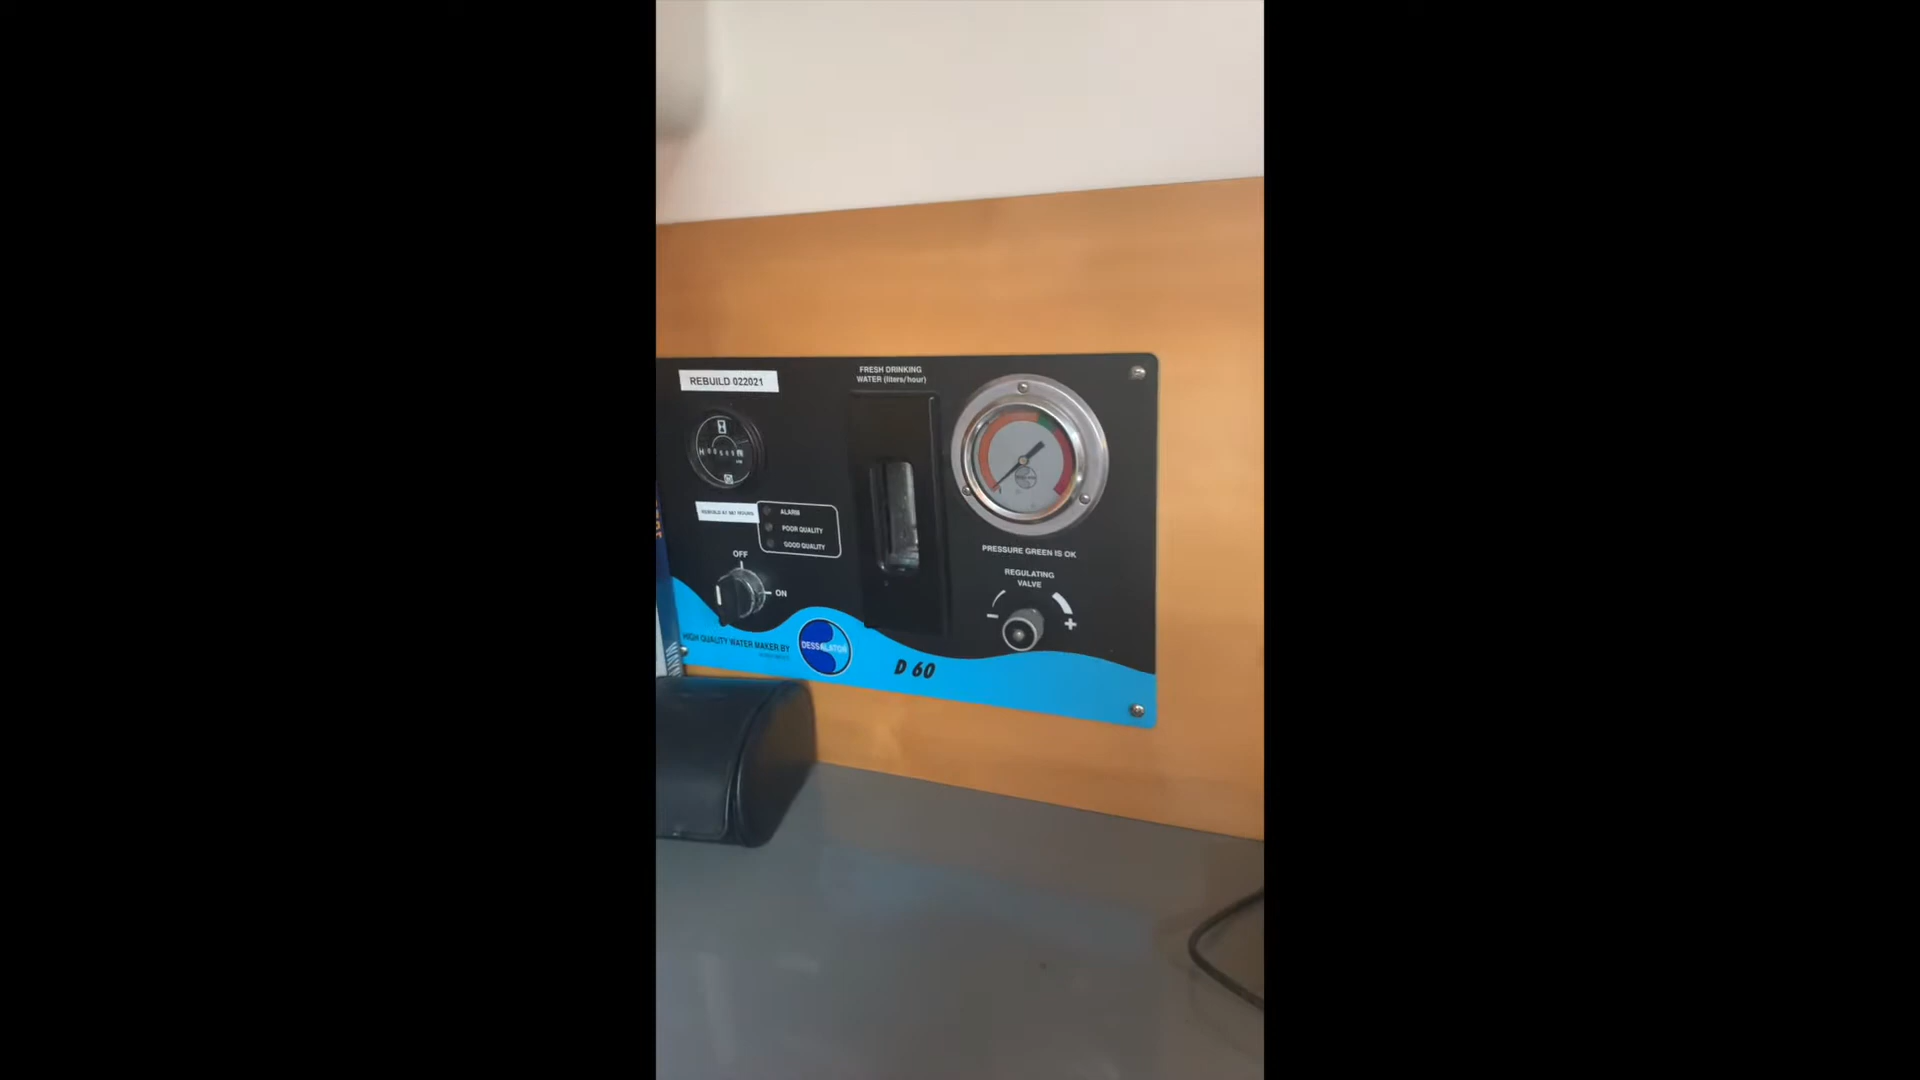 REBUILD 022021
FRESH DRINKING
WATER (liters/hour)
ALARM
POOR QUALITY
GOOD QUALITY
OFF
ON
PRESSURE GREEN IS OK
REGULATING
VALVE
-
+
HIGH QUALITY WATER MAKER BY
DESSALATOR
D 60